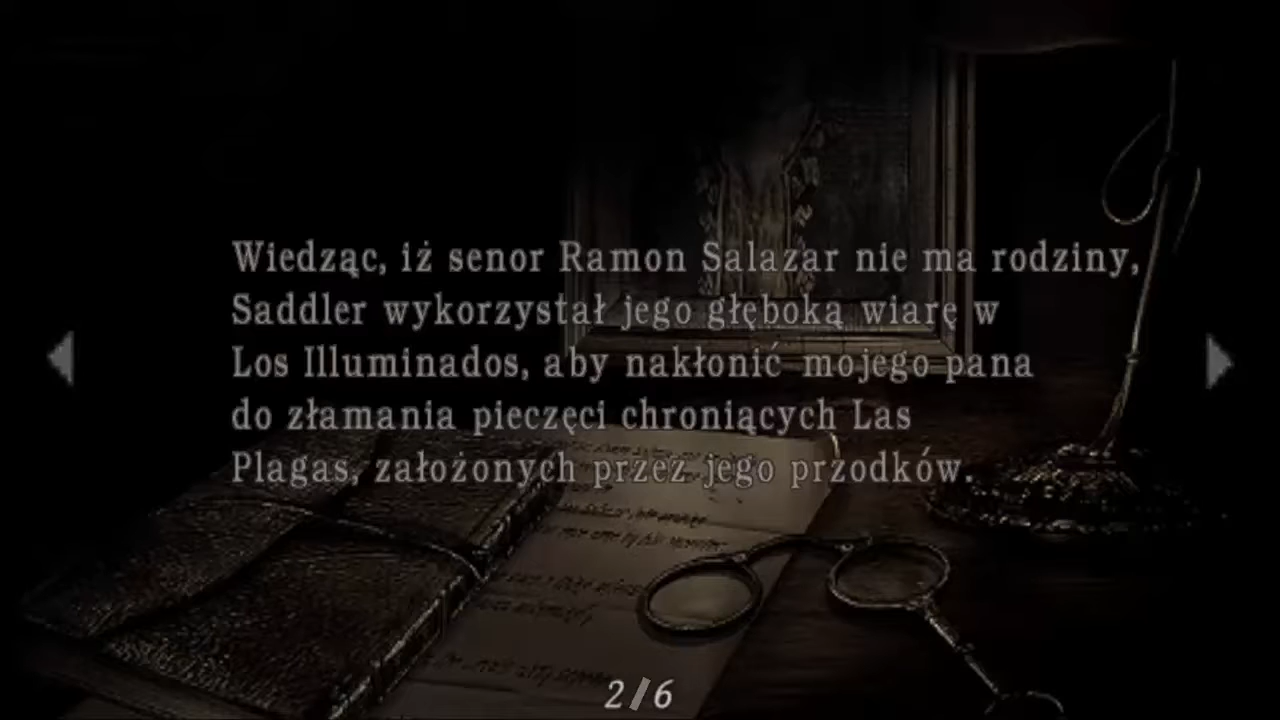 Wiedząc, iż senor Ramon Salazar nie ma rodziny,
Saddler wykorzystał jego głęboką wiarę w
Los Illuminados, aby nakłonić mojego pana
do złamania pieczęci chroniących Las
Plagas, założonych przez jego przodków.
2/6